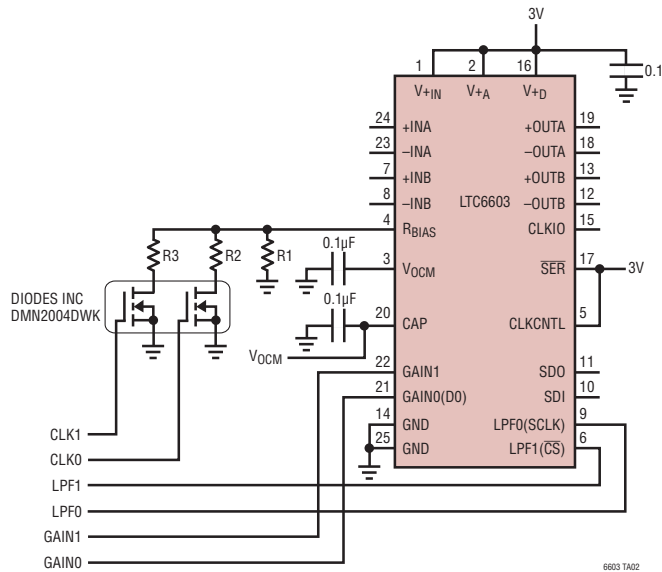 3V
0.1
1
2
16
V+IN
V+A
V+D
24
+INA
+OUTA
19
23
–INA
–OUTA
18
7
+INB
+OUTB
13
8
–INB
LTC6603
–OUTB
12
4
RBIAS
CLKIO
15
R3
R2
R1
0.1µF
3
VOCM
SER
17
3V
DIODES INC
DMN2004DWK
0.1µF
20
CAP
CLKCNTL
5
VOCM
22
GAIN1
SDO
11
21
GAIN0(D0)
SDI
10
14
GND
LPF0(SCLK)
9
25
GND
LPF1(CS)
6
CLK1
CLK0
LPF1
LPF0
GAIN1
GAIN0
6603 TA02